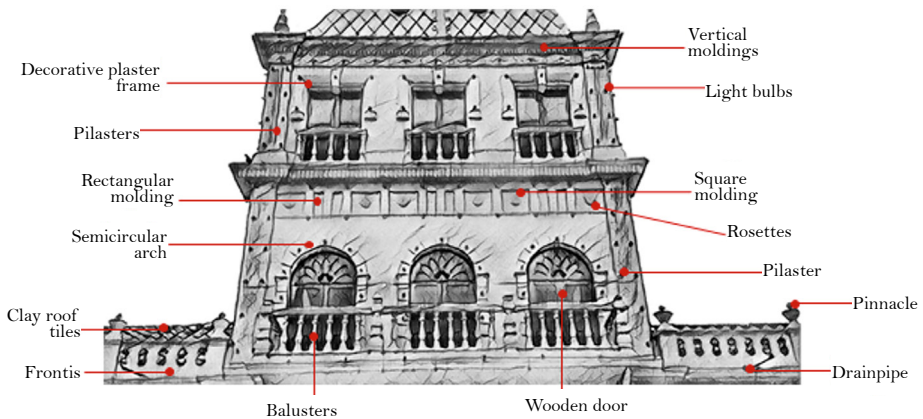 Vertical
moldings
Decorative plaster
frame
Light bulbs
Pilasters
Rectangular
molding
Square
molding
Rosettes
Semicircular
arch
Pilaster
Pinnacle
Clay roof
tiles
Frontis
Drainpipe
Balusters
Wooden door